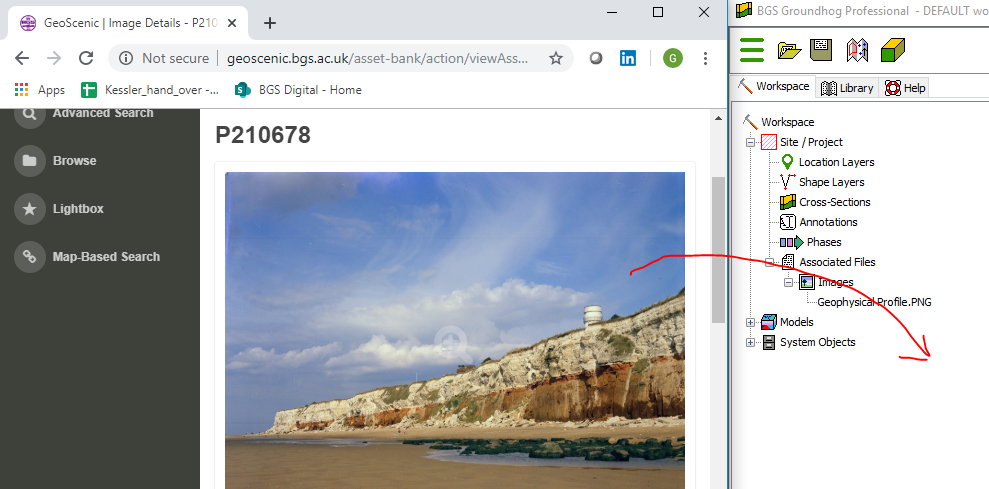 GeoScenic | Image Details - P210
Not secure | geoscenic.bgs.ac.uk/asset-bank/action/viewAss...
G
Apps
Kessler_hand_over -...
BGS Digital - Home
Advanced Search
Browse
Lightbox
Map-Based Search
P210678
BGS Groundhog Professional - DEFAULT wo
Workspace
Library
Help
Workspace
Site / Project
Location Layers
Shape Layers
Cross-Sections
Annotations
Phases
Associated Files
Images
Geophysical Profile.PNG
Models
System Objects